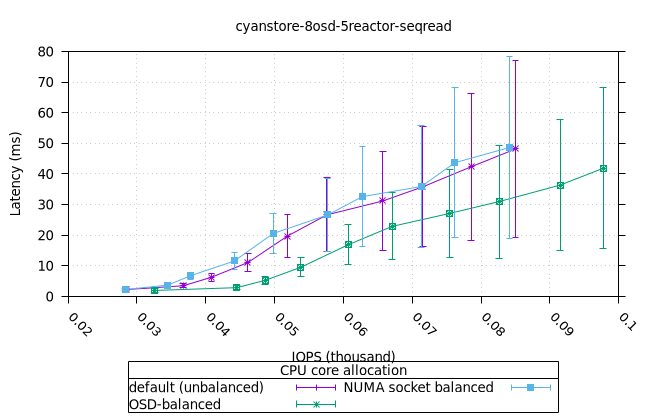 cyanstore-8osd-5reactor-seqread
80
70
60
50
40
30
20
10
0
Latency (ms)
0.02 0.03 0.04 0.05 0.06 0.07 0.08 0.09 0.1
IOPS (thousand)
CPU core allocation
default (unbalanced) NUMA socket balanced
OSD-balanced